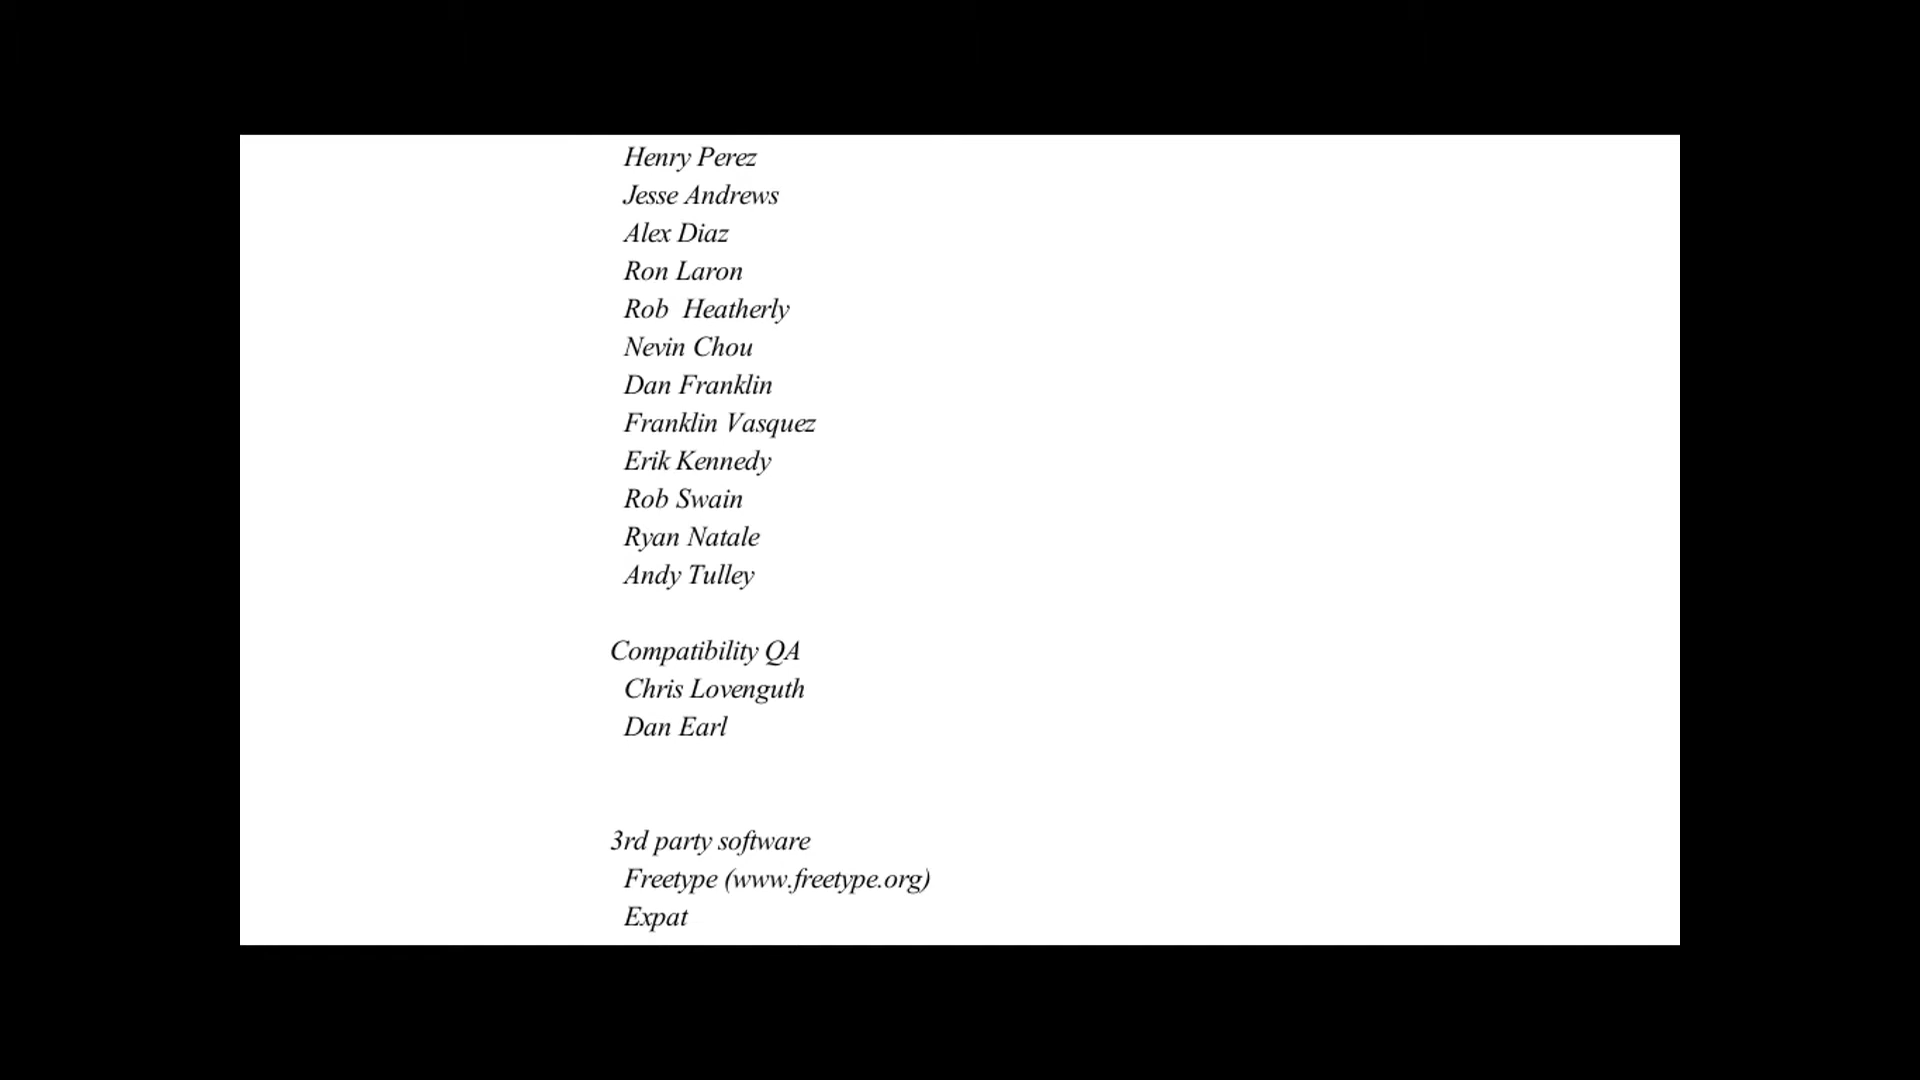 Henry Perez
Jesse Andrews
Alex Diaz
Ron Laron
Rob  Heatherly
Nevin Chou
Dan Franklin
Franklin Vasquez
Erik Kennedy
Rob Swain
Ryan Natale
Andy Tulley
Compatibility QA
Chris Lovenguth
Dan Earl
3rd party software
Freetype (www.freetype.org)
Expat